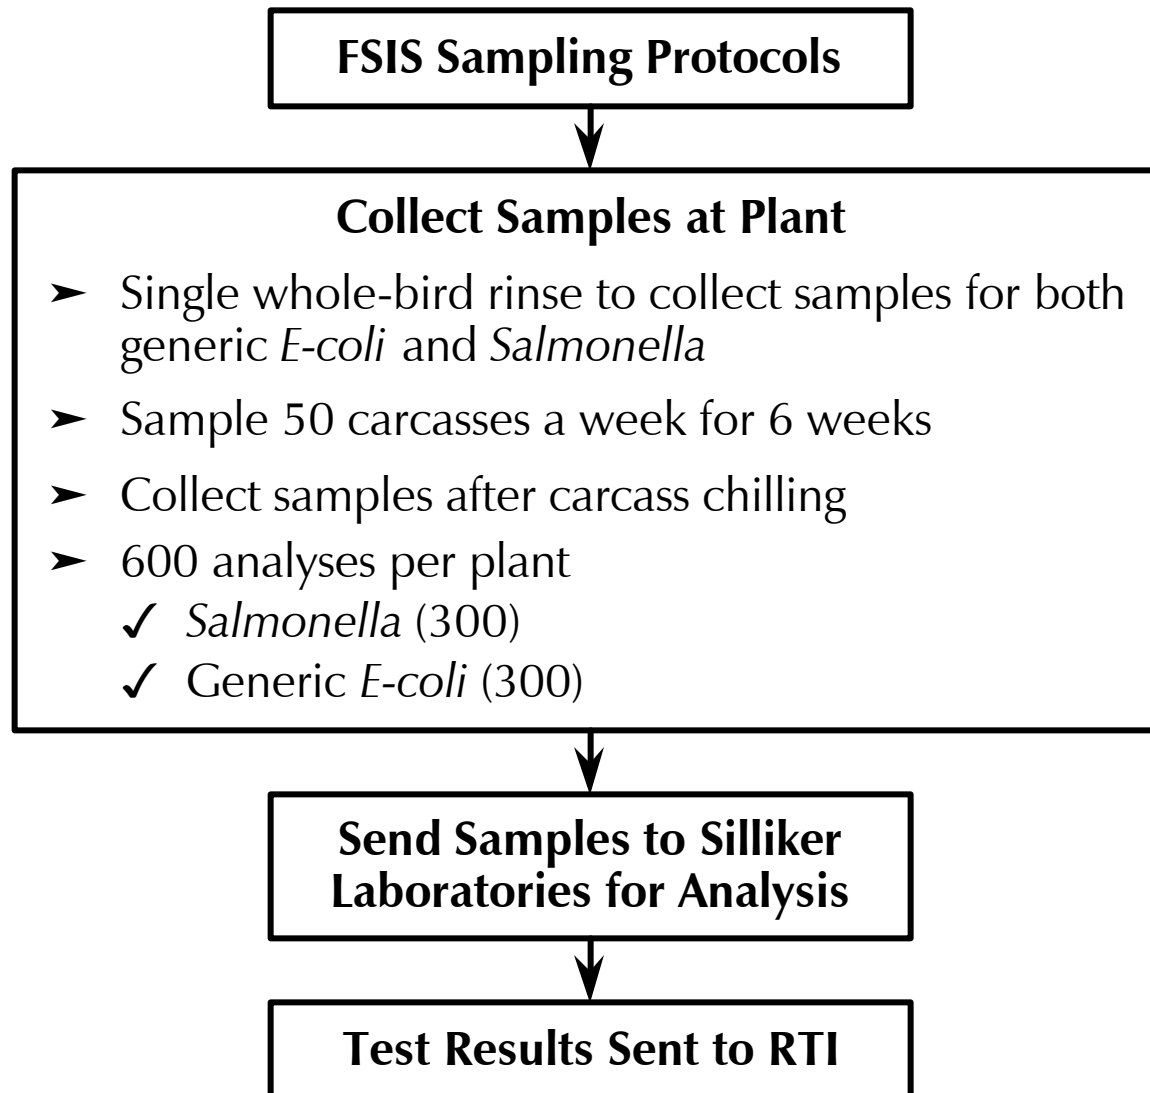 FSIS Sampling Protocols
Collect Samples at Plant
➤ Single whole-bird rinse to collect samples for both
generic E-coli and Salmonella
➤ Sample 50 carcasses a week for 6 weeks
➤ Collect samples after carcass chilling
➤ 600 analyses per plant
✓ Salmonella (300)
✓ Generic E-coli (300)
Send Samples to Silliker
Laboratories for Analysis
Test Results Sent to RTI